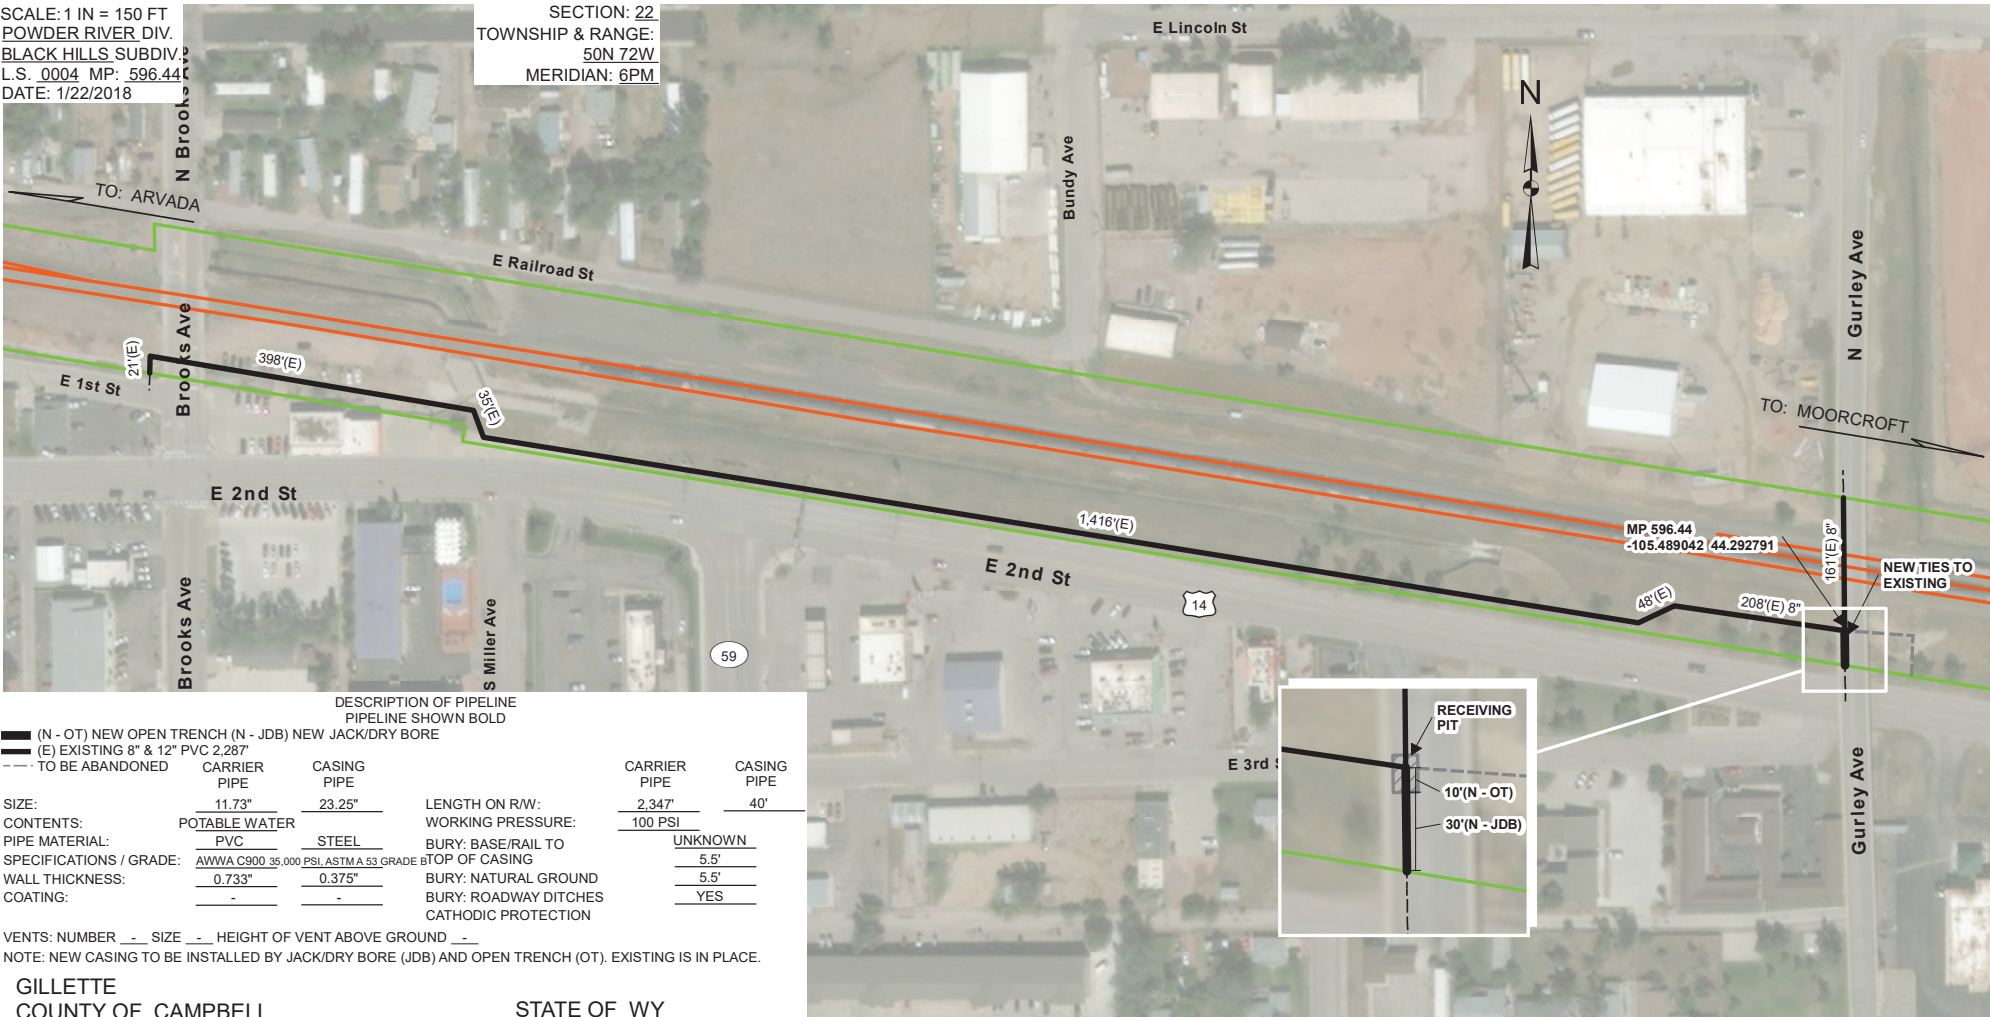 SCALE: 1 IN = 150 FT
POWDER RIVER DIV.
BLACK HILLS SUBDIV.
L.S. 0004 MP: 596.44
DATE: 1/22/2018
SECTION: 22
TOWNSHIP & RANGE:
50N 72W
MERIDIAN: 6PM
E Lincoln St
N
N Brooks Ave
Bundy Ave
TO: ARVADA
E Railroad St
N Gurley Ave
Brooks Ave
21'(E)
398'(E)
E 1st St
35'(E)
TO: MOORCROFT
E 2nd St
1,416'(E)
MP 596.44
-105.489042 44.292791
161'(E) 8"
NEW TIES TO
EXISTING
E 2nd St
14
48'(E)
208'(E) 8"
Brooks Ave
S Miller Ave
59
RECEIVING
PIT
10'(N - OT)
30'(N - JDB)
E 3rd S
Gurley Ave
DESCRIPTION OF PIPELINE
PIPELINE SHOWN BOLD
(N - OT) NEW OPEN TRENCH (N - JDB) NEW JACK/DRY BORE
(E) EXISTING 8" & 12" PVC 2,287'
TO BE ABANDONED
CARRIER PIPE CASING PIPE CARRIER PIPE CASING PIPE
SIZE: 11.73" 23.25" LENGTH ON R/W: 2,347' 40'
CONTENTS: POTABLE WATER WORKING PRESSURE: 100 PSI
PIPE MATERIAL: PVC STEEL BURY: BASE/RAIL TO UNKNOWN
SPECIFICATIONS / GRADE: AWWA C900 35,000 PSI, ASTM A 53 GRADE B TOP OF CASING 5.5'
WALL THICKNESS: 0.733" 0.375" BURY: NATURAL GROUND 5.5'
COATING: - - BURY: ROADWAY DITCHES YES
CATHODIC PROTECTION
VENTS: NUMBER - SIZE - HEIGHT OF VENT ABOVE GROUND -
NOTE: NEW CASING TO BE INSTALLED BY JACK/DRY BORE (JDB) AND OPEN TRENCH (OT). EXISTING IS IN PLACE.
GILLETTE
COUNTY OF CAMPBELL STATE OF WY